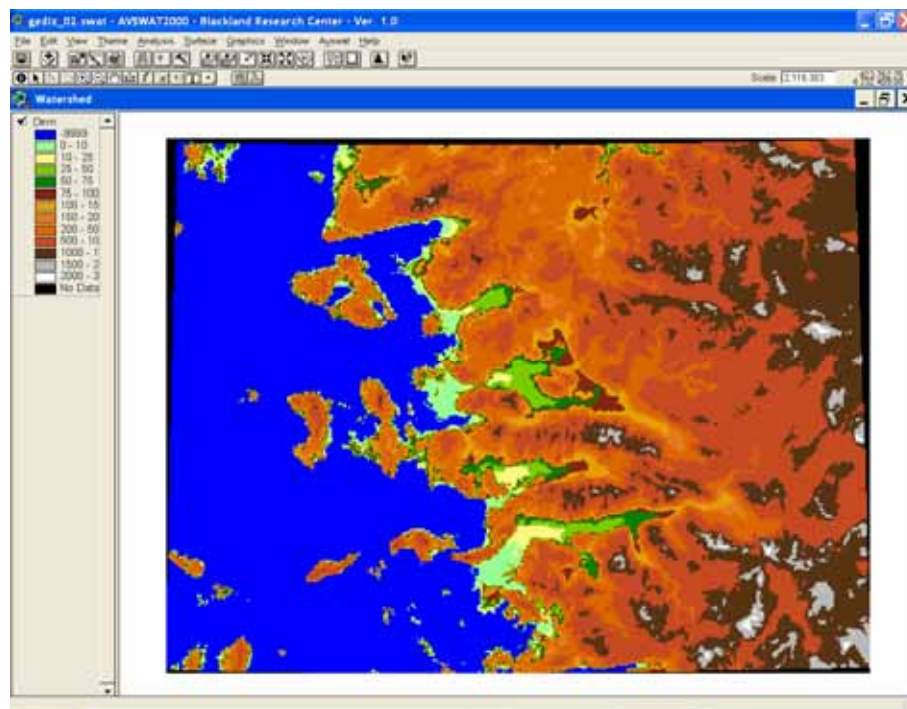 gediz_02.swat - AVSWAT2000 - Blackland Research Center - Ver. 1.0
File Edit View Theme Analysis Surface Graphics Window Avswat Help
Scale
Watershed
Dem
-9999
0 - 10
10 - 25
25 - 50
50 - 75
75 - 100
100 - 15
150 - 20
200 - 50
500 - 10
1000 - 1
1500 - 2
2000 - 3
No Data